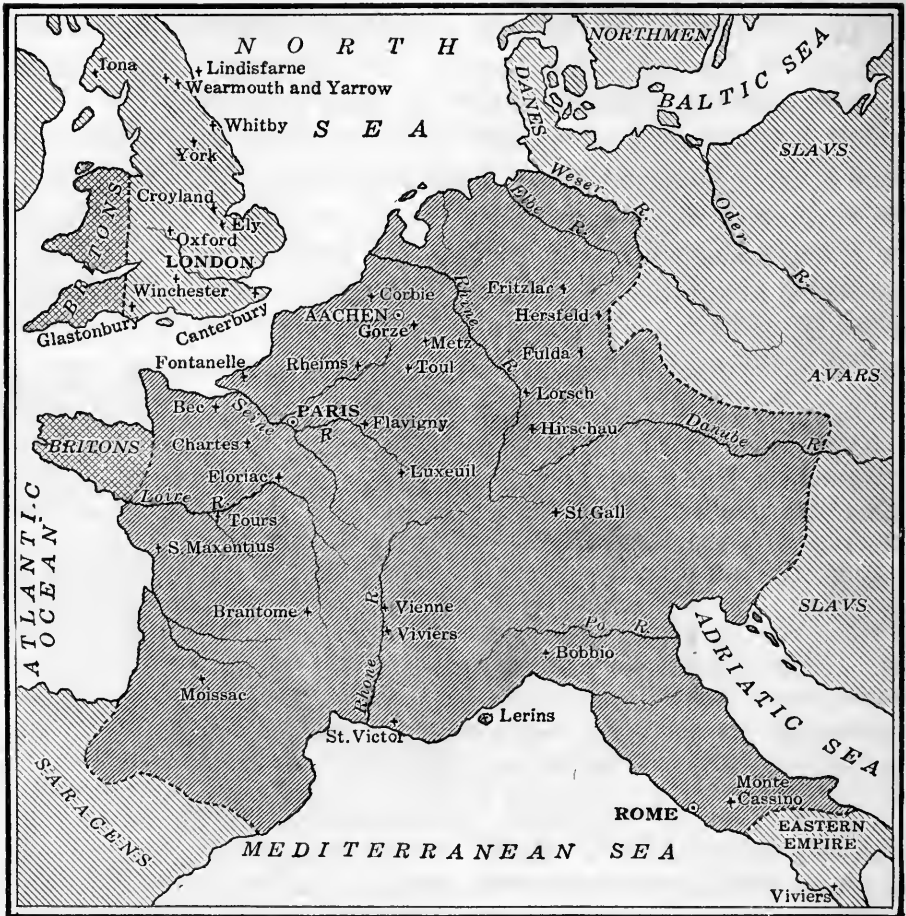 NORTH
SEA
NORTHMEN
DANES
BALTIC SEA
SLAVS
Iona
Lindisfarne
Wearmouth and Yarrow
Whitby
York
Croyland
Ely
Oxford
LONDON
Winchester
BRITONS
Glastonbury
Canterbury
Weser
R.
Elbe
R.
Oder
R.
Corbie
AACHEN
Gorze
Metz
Toul
Rheims
Rhine
R.
Fritzlar
Hersfeld
Fulda
AVARS
Fontanelle
Lorsch
Bec
Seine
R.
PARIS
Flavigny
Hirschau
Danube
R.
BRITONS
Chartes
Floriac
Luxeuil
Loire
R.
Tours
St. Gall
ATLANTIC
OCEAN
S. Maxentius
Brantome
Vienne
Viviers
Rhone
R.
Po
R.
Bobbio
SLAVS
ADRIATIC SEA
Moissac
St. Victor
Lerins
SARACENS
Monte
Cassino
ROME
EASTERN
EMPIRE
MEDITERRANEAN SEA
Viviers